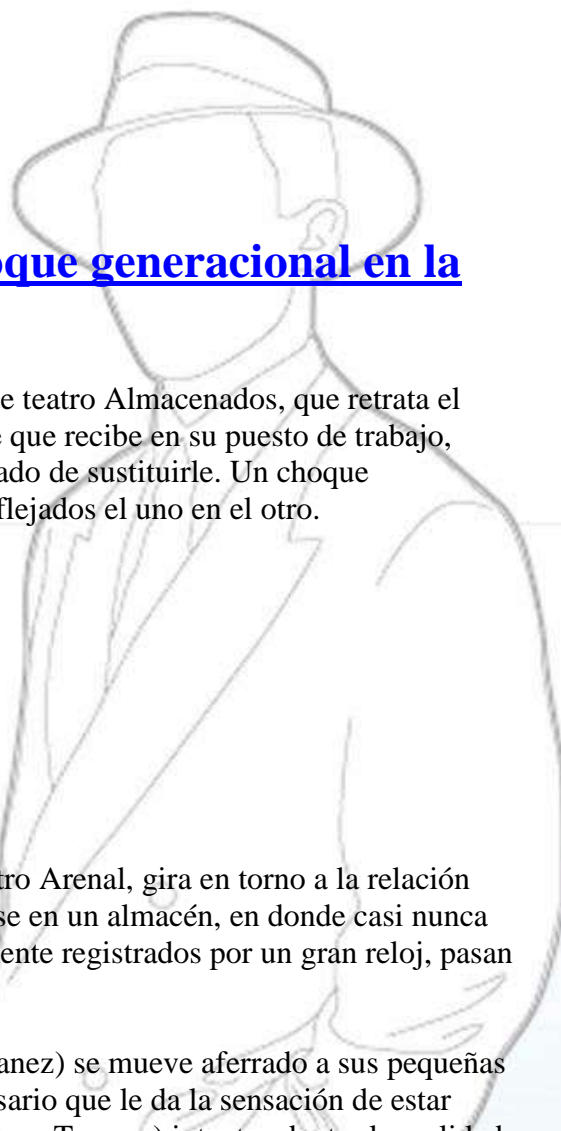 oque generacional en la
e teatro Almacenados, que retrata el
e que recibe en su puesto de trabajo,
ado de sustituirle. Un choque
flejados el uno en el otro.
tro Arenal, gira en torno a la relación
se en un almacén, en donde casi nunca
ente registrados por un gran reloj, pasan
anez) se mueve aferrado a sus pequeñas
sario que le da la sensación de estar